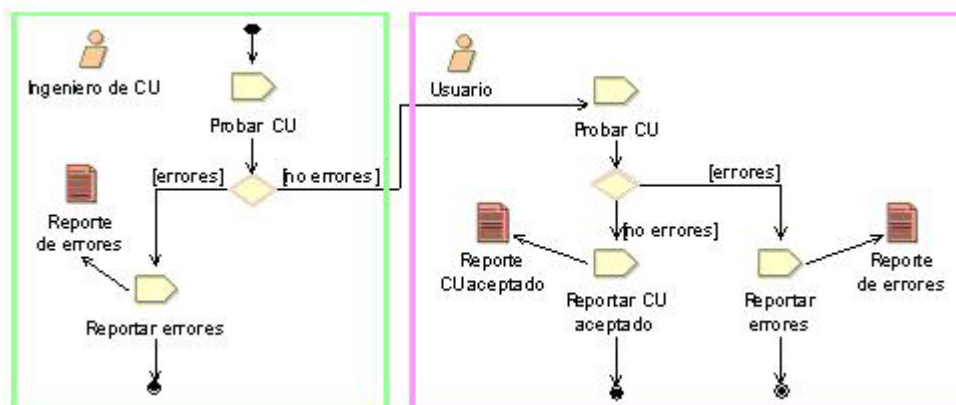 Ingeniero de CU
Probar CU
[errores]
[no errores]
Reporte
de errores
Reportar errores
Usuario
Probar CU
[errores]
[no errores]
Reporte
CU aceptado
Reportar CU
aceptado
Reportar
errores
Reporte
de errores